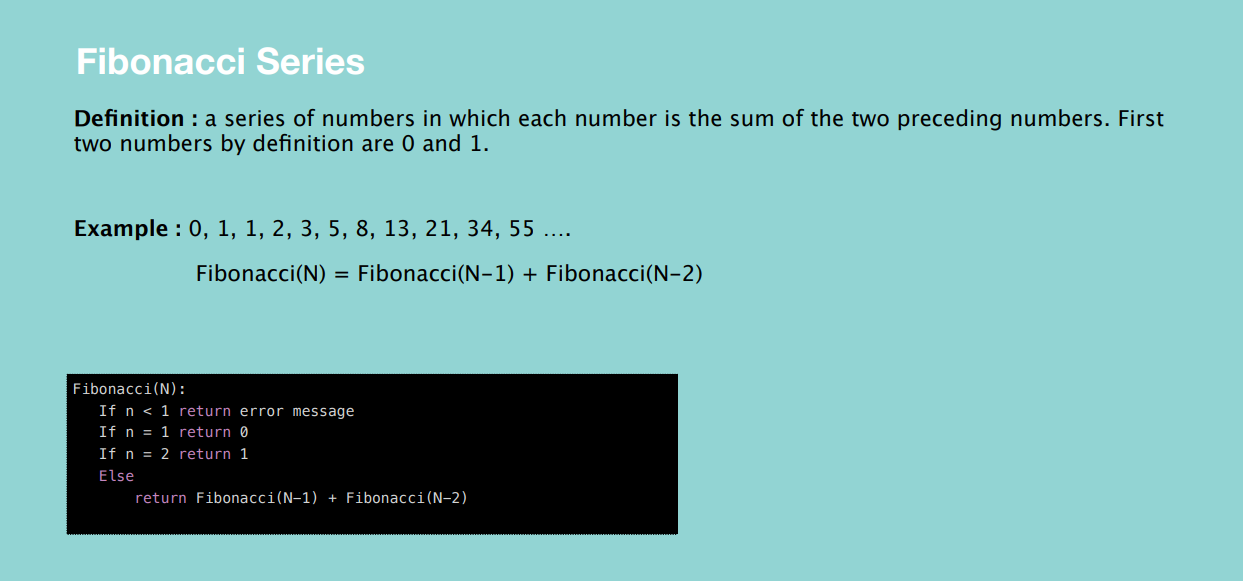 Fibonacci Series
Definition : a series of numbers in which each number is the sum of the two preceding numbers. First
two numbers by definition are 0 and 1.
Example : 0, 1, 1, 2, 3, 5, 8, 13, 21, 34, 55 ….
Fibonacci(N) = Fibonacci(N-1) + Fibonacci(N-2)
Fibonacci(N):
If n < 1 return error message
If n = 1 return 0
If n = 2 return 1
Else
return Fibonacci(N-1) + Fibonacci(N-2)